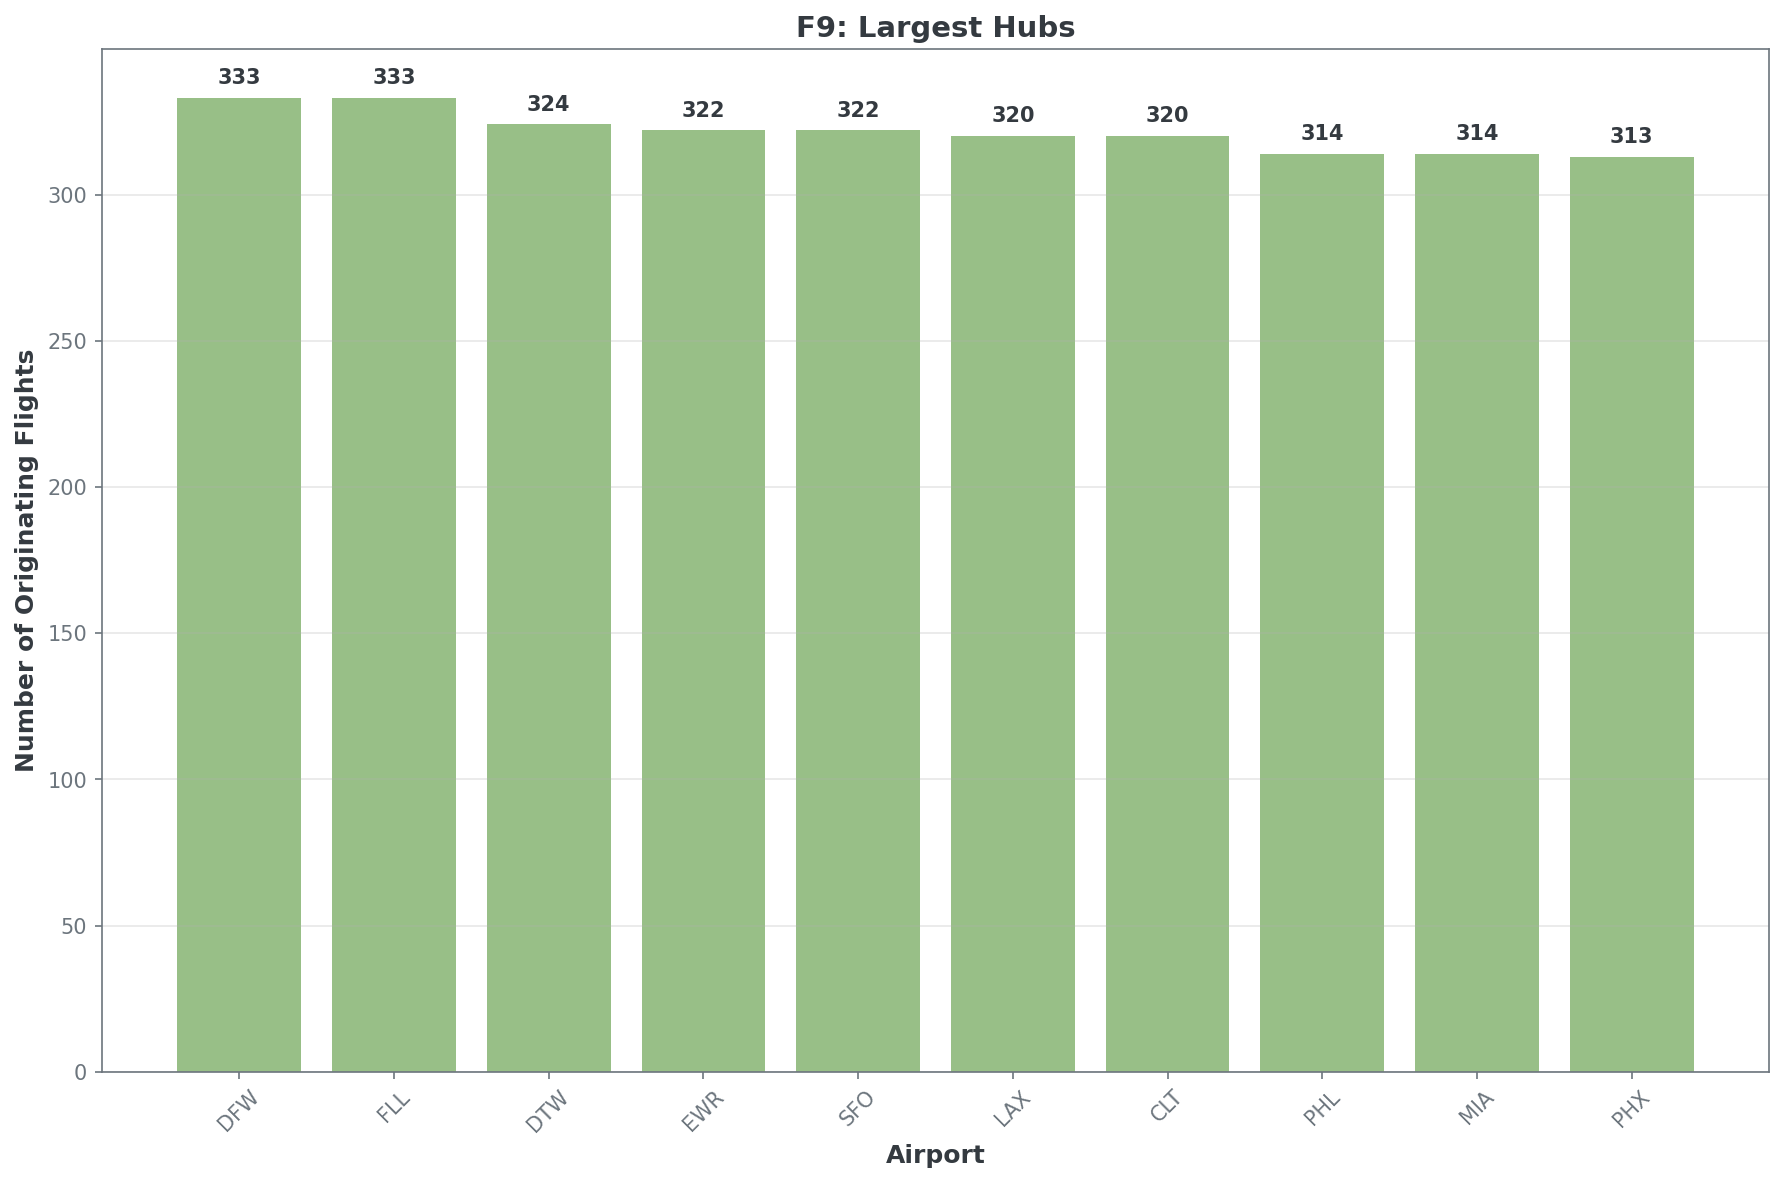 F9: Largest Hubs
333
333
324
322
322
320
320
314
314
313
300
250
200
150
100
50
0
Number of Originating Flights
DFW
FLL
DTW
EWR
SFO
LAX
CLT
PHL
MIA
PHX
Airport